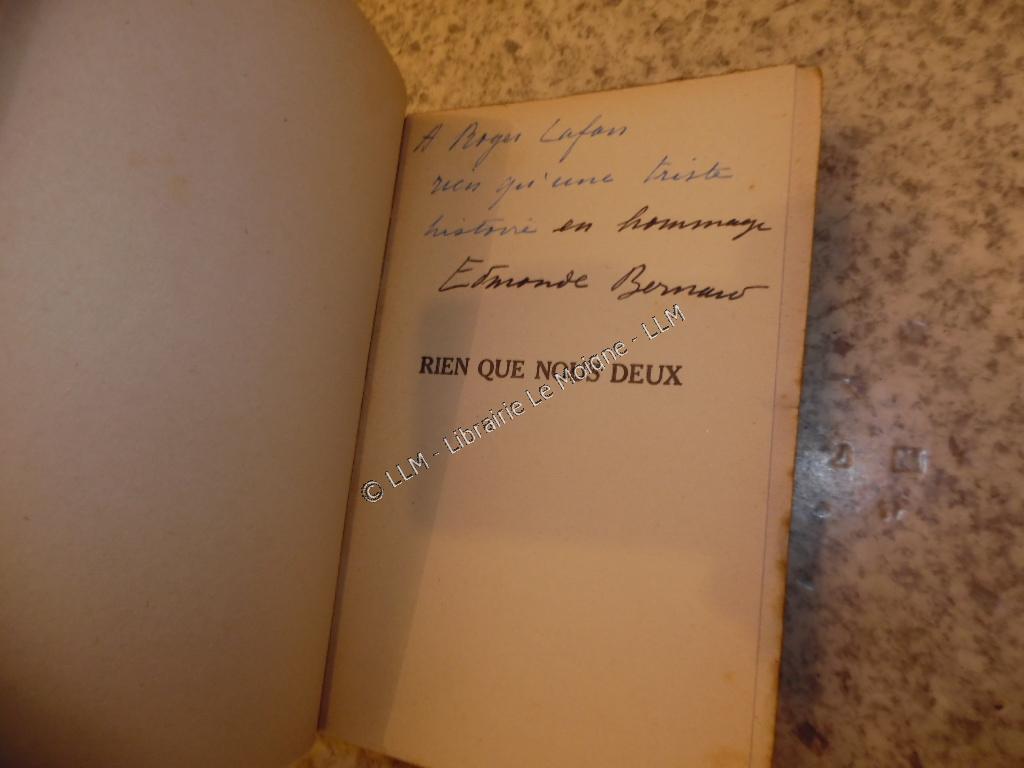 A Roger Lafon
rien qu'une triste
histoire en hommage
Edmonde Bernard
RIEN QUE NOUS DEUX
© LLM - Librairie Le Moigne - LLM